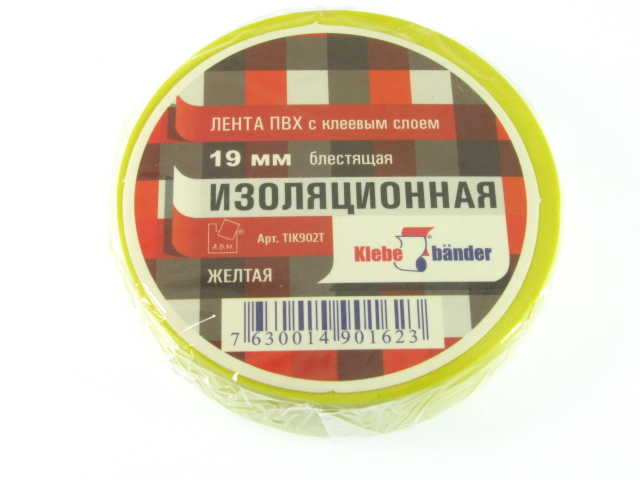 ЛЕНТА ПВХ с клеевым слоем
19 мм блестящая
ИЗОЛЯЦИОННАЯ
A.D.M. ® Арт. TIK902T
Klebe bänder
ЖЕЛТАЯ
7 630014 901623